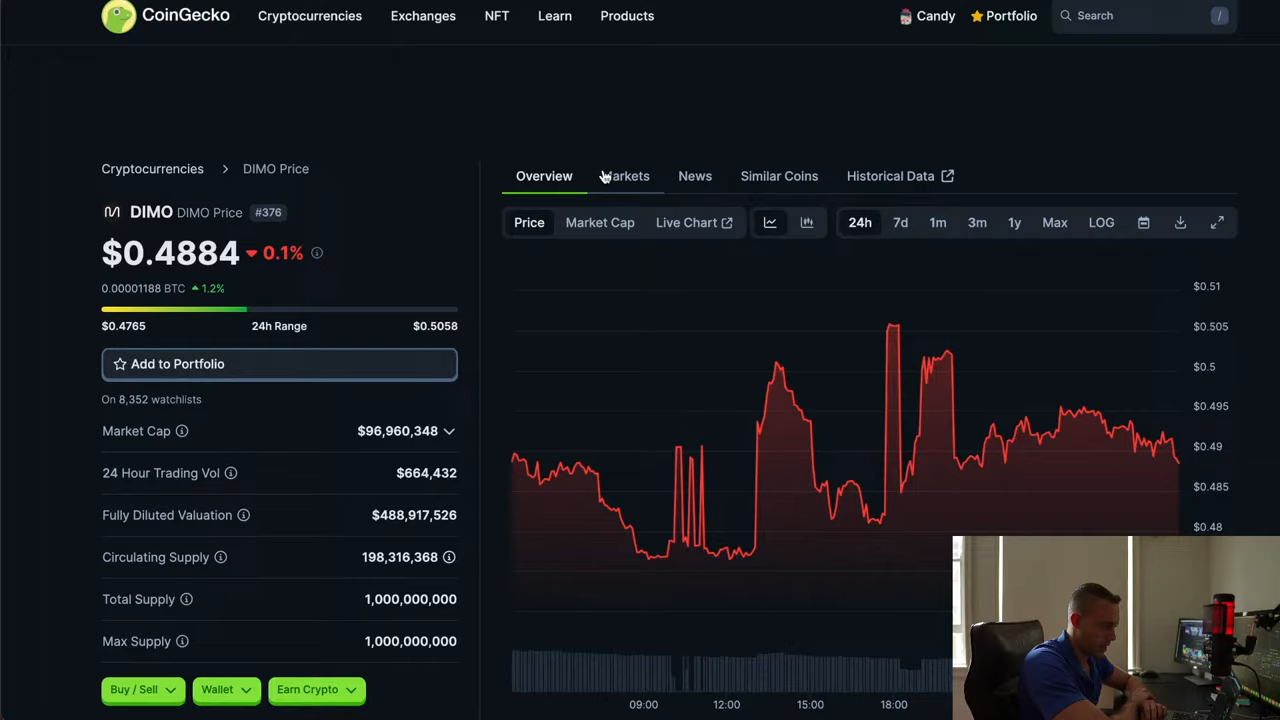 CoinGecko
Cryptocurrencies
Exchanges
NFT
Learn
Products
Candy
Portfolio
Search
/
Cryptocurrencies
DIMO Price
DIMO DIMO Price #376
$0.4884 0.1%
0.00001188 BTC 1.2%
$0.4765 24h Range $0.5058
Add to Portfolio
On 8,352 watchlists
Market Cap $96,960,348
24 Hour Trading Vol $664,432
Fully Diluted Valuation $488,917,526
Circulating Supply 198,316,368
Total Supply 1,000,000,000
Max Supply 1,000,000,000
Buy / Sell
Wallet
Earn Crypto
Overview
News
Similar Coins
Historical Data
Price
Market Cap
Live Chart
24h
7d
1m
3m
1y
Max
LOG
$0.51
$0.505
$0.5
$0.495
$0.49
$0.485
$0.48
09:00
12:00
15:00
18:00